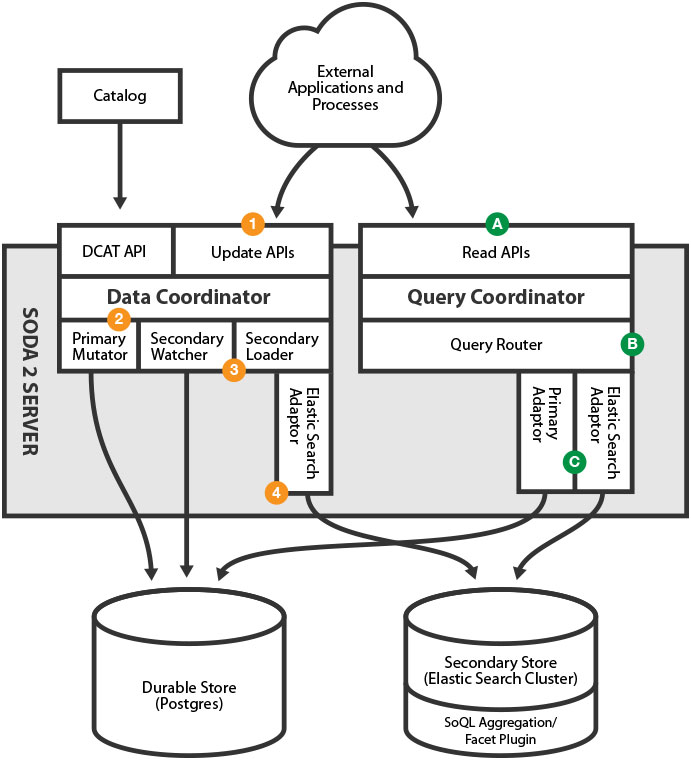 External
Applications and
Processes
Catalog
1
A
DCAT API
Update APIs
Read APIs
Data Coordinator
Query Coordinator
2
Primary
Mutator
Secondary
Watcher
Secondary
Loader
3
Query Router
B
SODA 2 SERVER
Elastic Search
Adaptor
4
Primary
Adaptor
C
Elastic Search
Adaptor
Durable Store
(Postgres)
Secondary Store
(Elastic Search Cluster)
SoQL Aggregation/
Facet Plugin